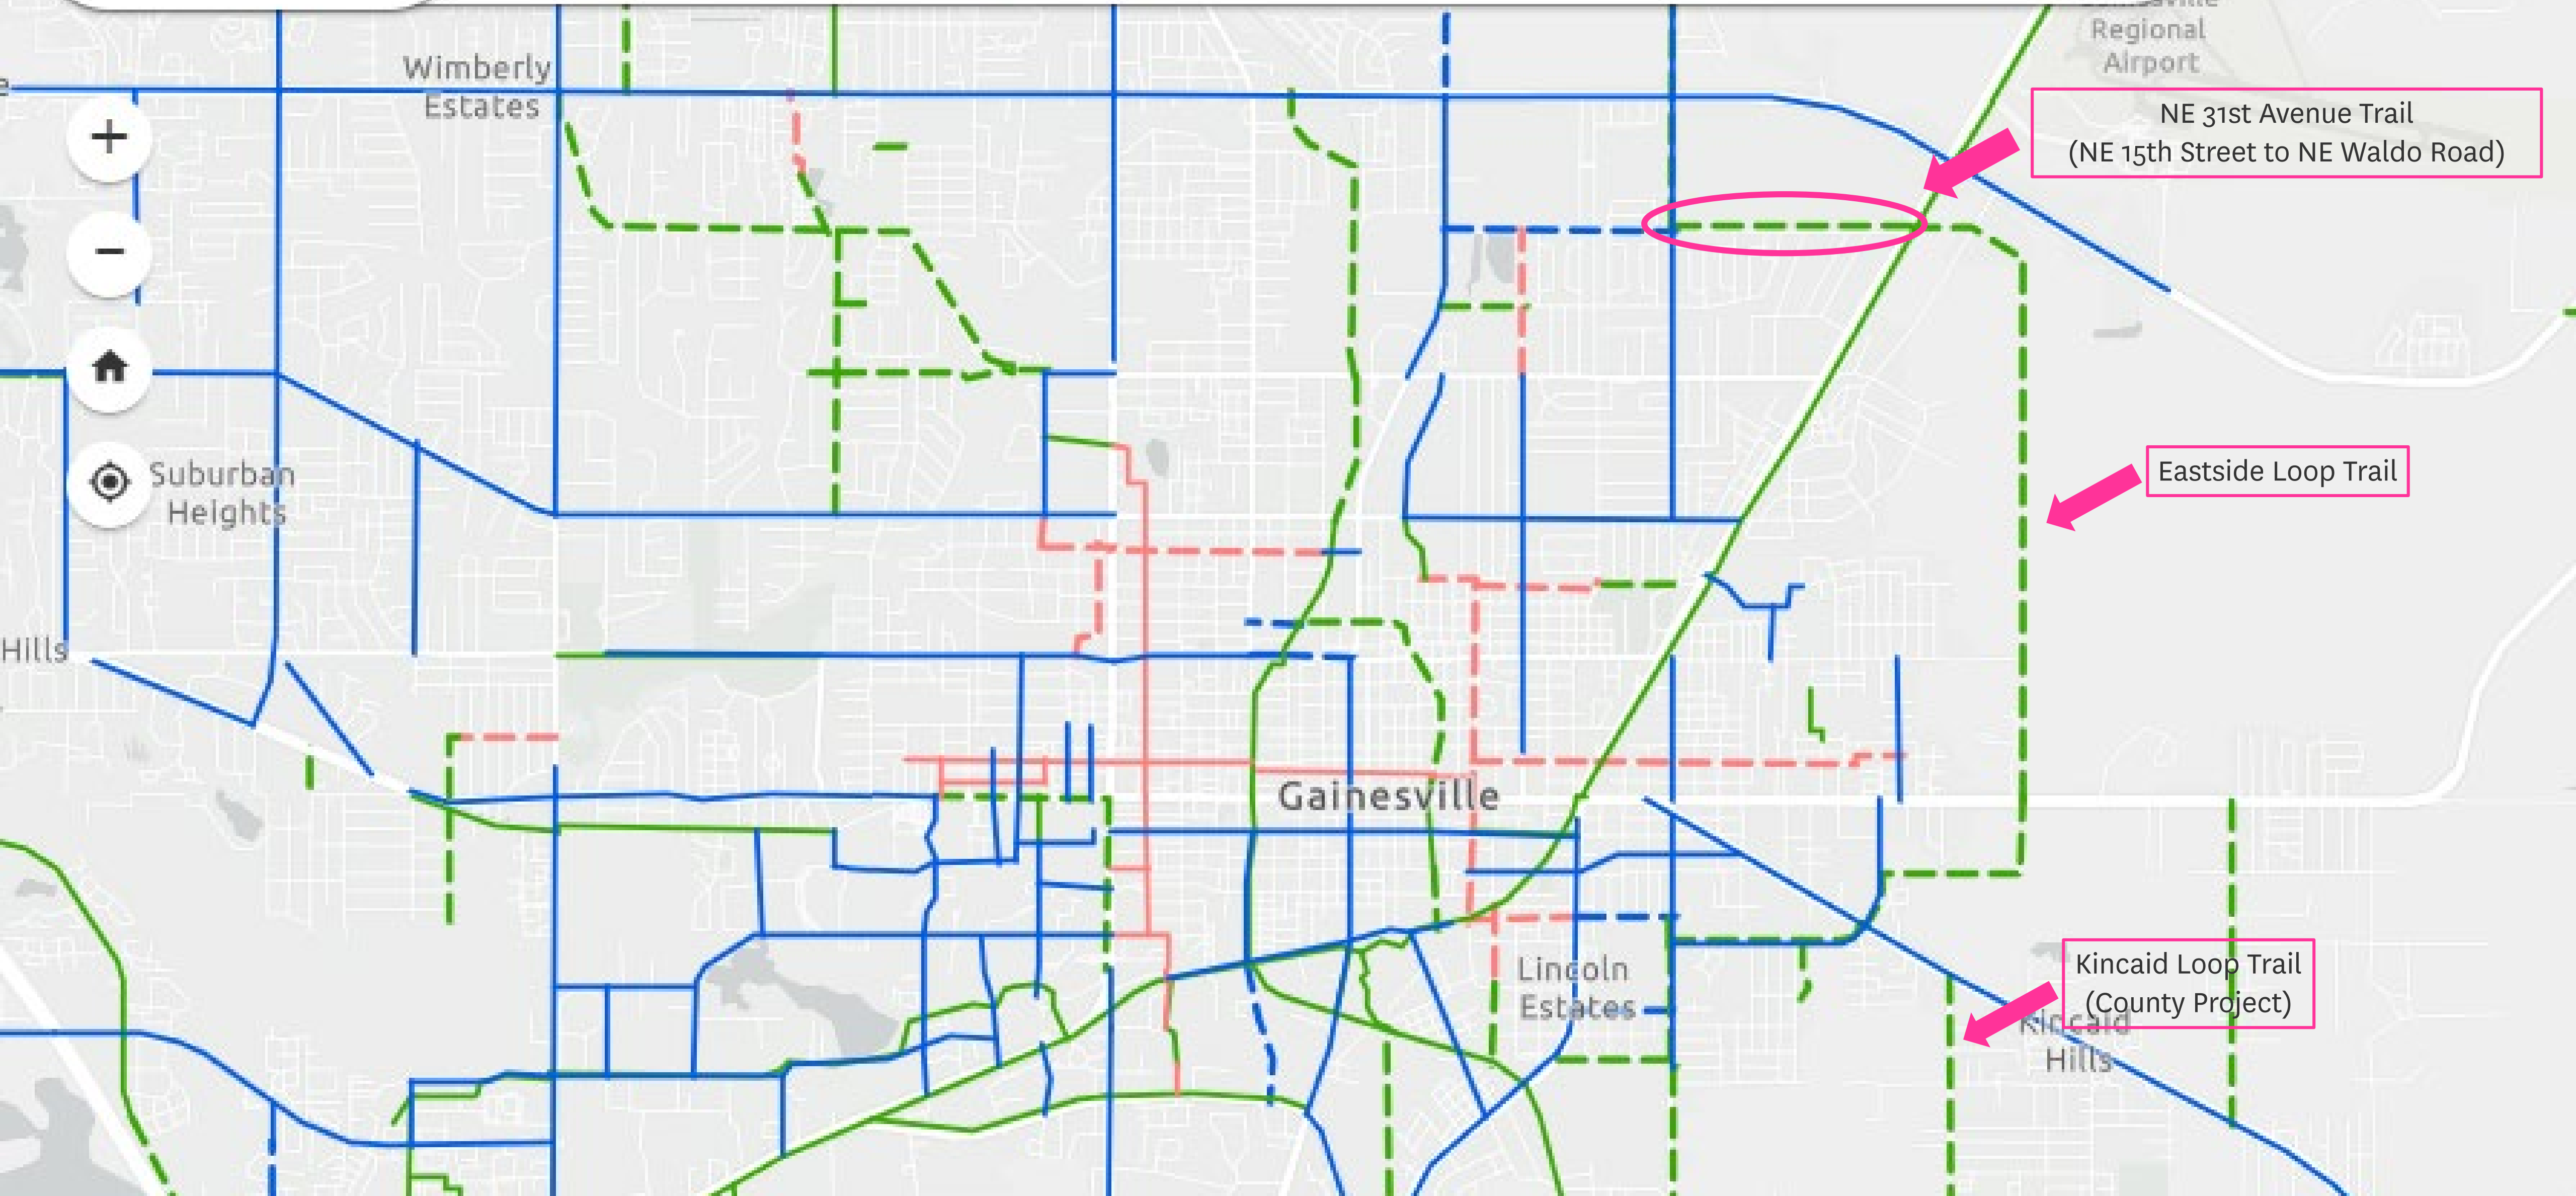 Regional
Airport
Wimberly
Estates
NE 31st Avenue Trail
(NE 15th Street to NE Waldo Road)
+
−
Suburban
Heights
Eastside Loop Trail
Hills
Gainesville
Lincoln
Estates
Kincaid Loop Trail
(County Project)
Kincaid
Hills